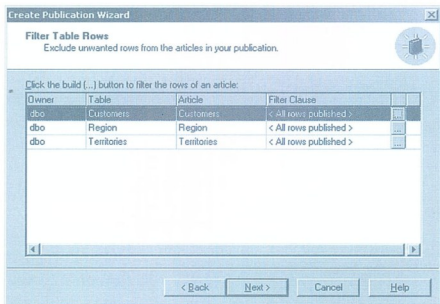 Create Publication Wizard
Filter Table Rows
Exclude unwanted rows from the articles in your publication.
Click the build (...) button to filter the rows of an article:
Owner Table Article Filter Clause
dbo Customers Customers < All rows published > ...
dbo Region Region < All rows published > ...
dbo Territories Territories < All rows published > ...
< Back Next > Cancel Help